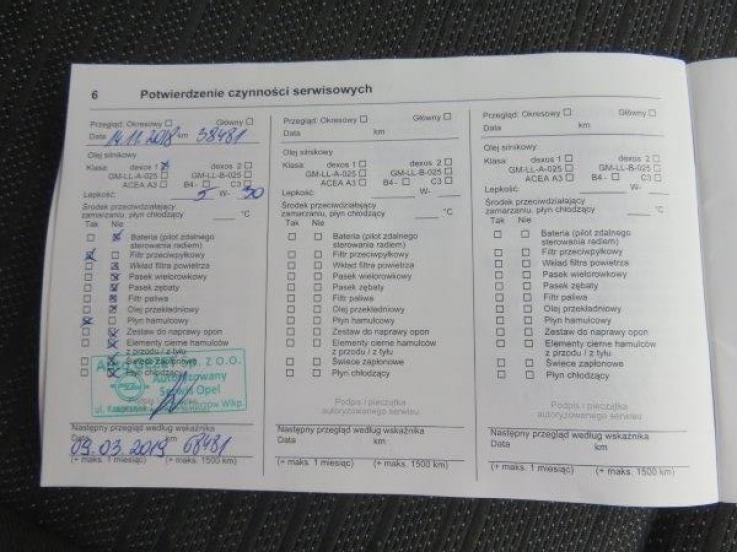 6 Potwierdzenie czynności serwisowych
Przegląd: Okresowy Główny
Data 14.11.2018 km 38481
Olej silnikowy
Klasa: dexos 1 dexos 2
GM-LL-A-025 GM-LL-B-025
ACEA A3 B4 - C3
Lepkość: 5 W- 30
Środek przeciwdziałający
zamarzaniu, płyn chłodzący °C
Tak Nie
Bateria (pilot zdalnego
sterowania radiem)
Filtr przeciwpyłkowy
Wkład filtra powietrza
Pasek wielorowkowy
Pasek zębaty
Filtr paliwa
Olej przekładniowy
Płyn hamulcowy
Zestaw do naprawy opon
Elementy cierne hamulców
z przodu / z tyłu
Świece zapłonowe
Płyn chłodzący
Z O.O.
Autoryzowany
Serwis Opel
ul. Wlkp.
Następny przegląd według wskaźnika
Data km
09.03.2019 68481
(+ maks. 1 miesiąc) (+ maks. 1500 km)
Przegląd: Okresowy Główny
Data km
Olej silnikowy
Klasa: dexos 1 dexos 2
GM-LL-A-025 GM-LL-B-025
ACEA A3 B4 - C3
Lepkość: W-
Środek przeciwdziałający
zamarzaniu, płyn chłodzący °C
Tak Nie
Bateria (pilot zdalnego
sterowania radiem)
Filtr przeciwpyłkowy
Wkład filtra powietrza
Pasek wielorowkowy
Pasek zębaty
Filtr paliwa
Olej przekładniowy
Płyn hamulcowy
Zestaw do naprawy opon
Elementy cierne hamulców
z przodu / z tyłu
Świece zapłonowe
Płyn chłodzący
Podpis i pieczątka
autoryzowanego serwisu
Następny przegląd według wskaźnika
Data km
(+ maks. 1 miesiąc) (+ maks. 1500 km)
Przegląd: Okresowy Główny
Data km
Olej silnikowy
Klasa: dexos 1 dexos 2
GM-LL-A-025 GM-LL-B-025
ACEA A3 B4 - C3
Lepkość: W-
Środek przeciwdziałający
zamarzaniu, płyn chłodzący °C
Tak Nie
Bateria (pilot zdalnego
sterowania radiem)
Filtr przeciwpyłkowy
Wkład filtra powietrza
Pasek wielorowkowy
Pasek zębaty
Filtr paliwa
Olej przekładniowy
Płyn hamulcowy
Zestaw do naprawy opon
Elementy cierne hamulców
z przodu / z tyłu
Świece zapłonowe
Płyn chłodzący
Podpis i pieczątka
autoryzowanego serwisu
Następny przegląd według wskaźnika
Data km
(+ maks. 1 miesiąc) (+ maks. 1500 km)